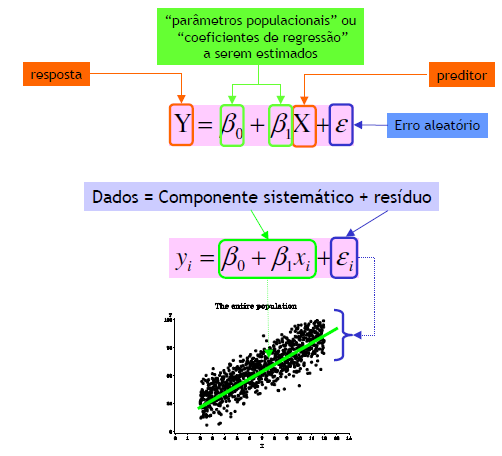 “parâmetros populacionais” ou
“coeficientes de regressão”
a serem estimados
resposta
preditor
Y = β₀ + β₁X + ε
Erro aleatório
Dados = Componente sistemático + resíduo
yᵢ = β₀ + β₁xᵢ + εᵢ
The entire population
Y
X